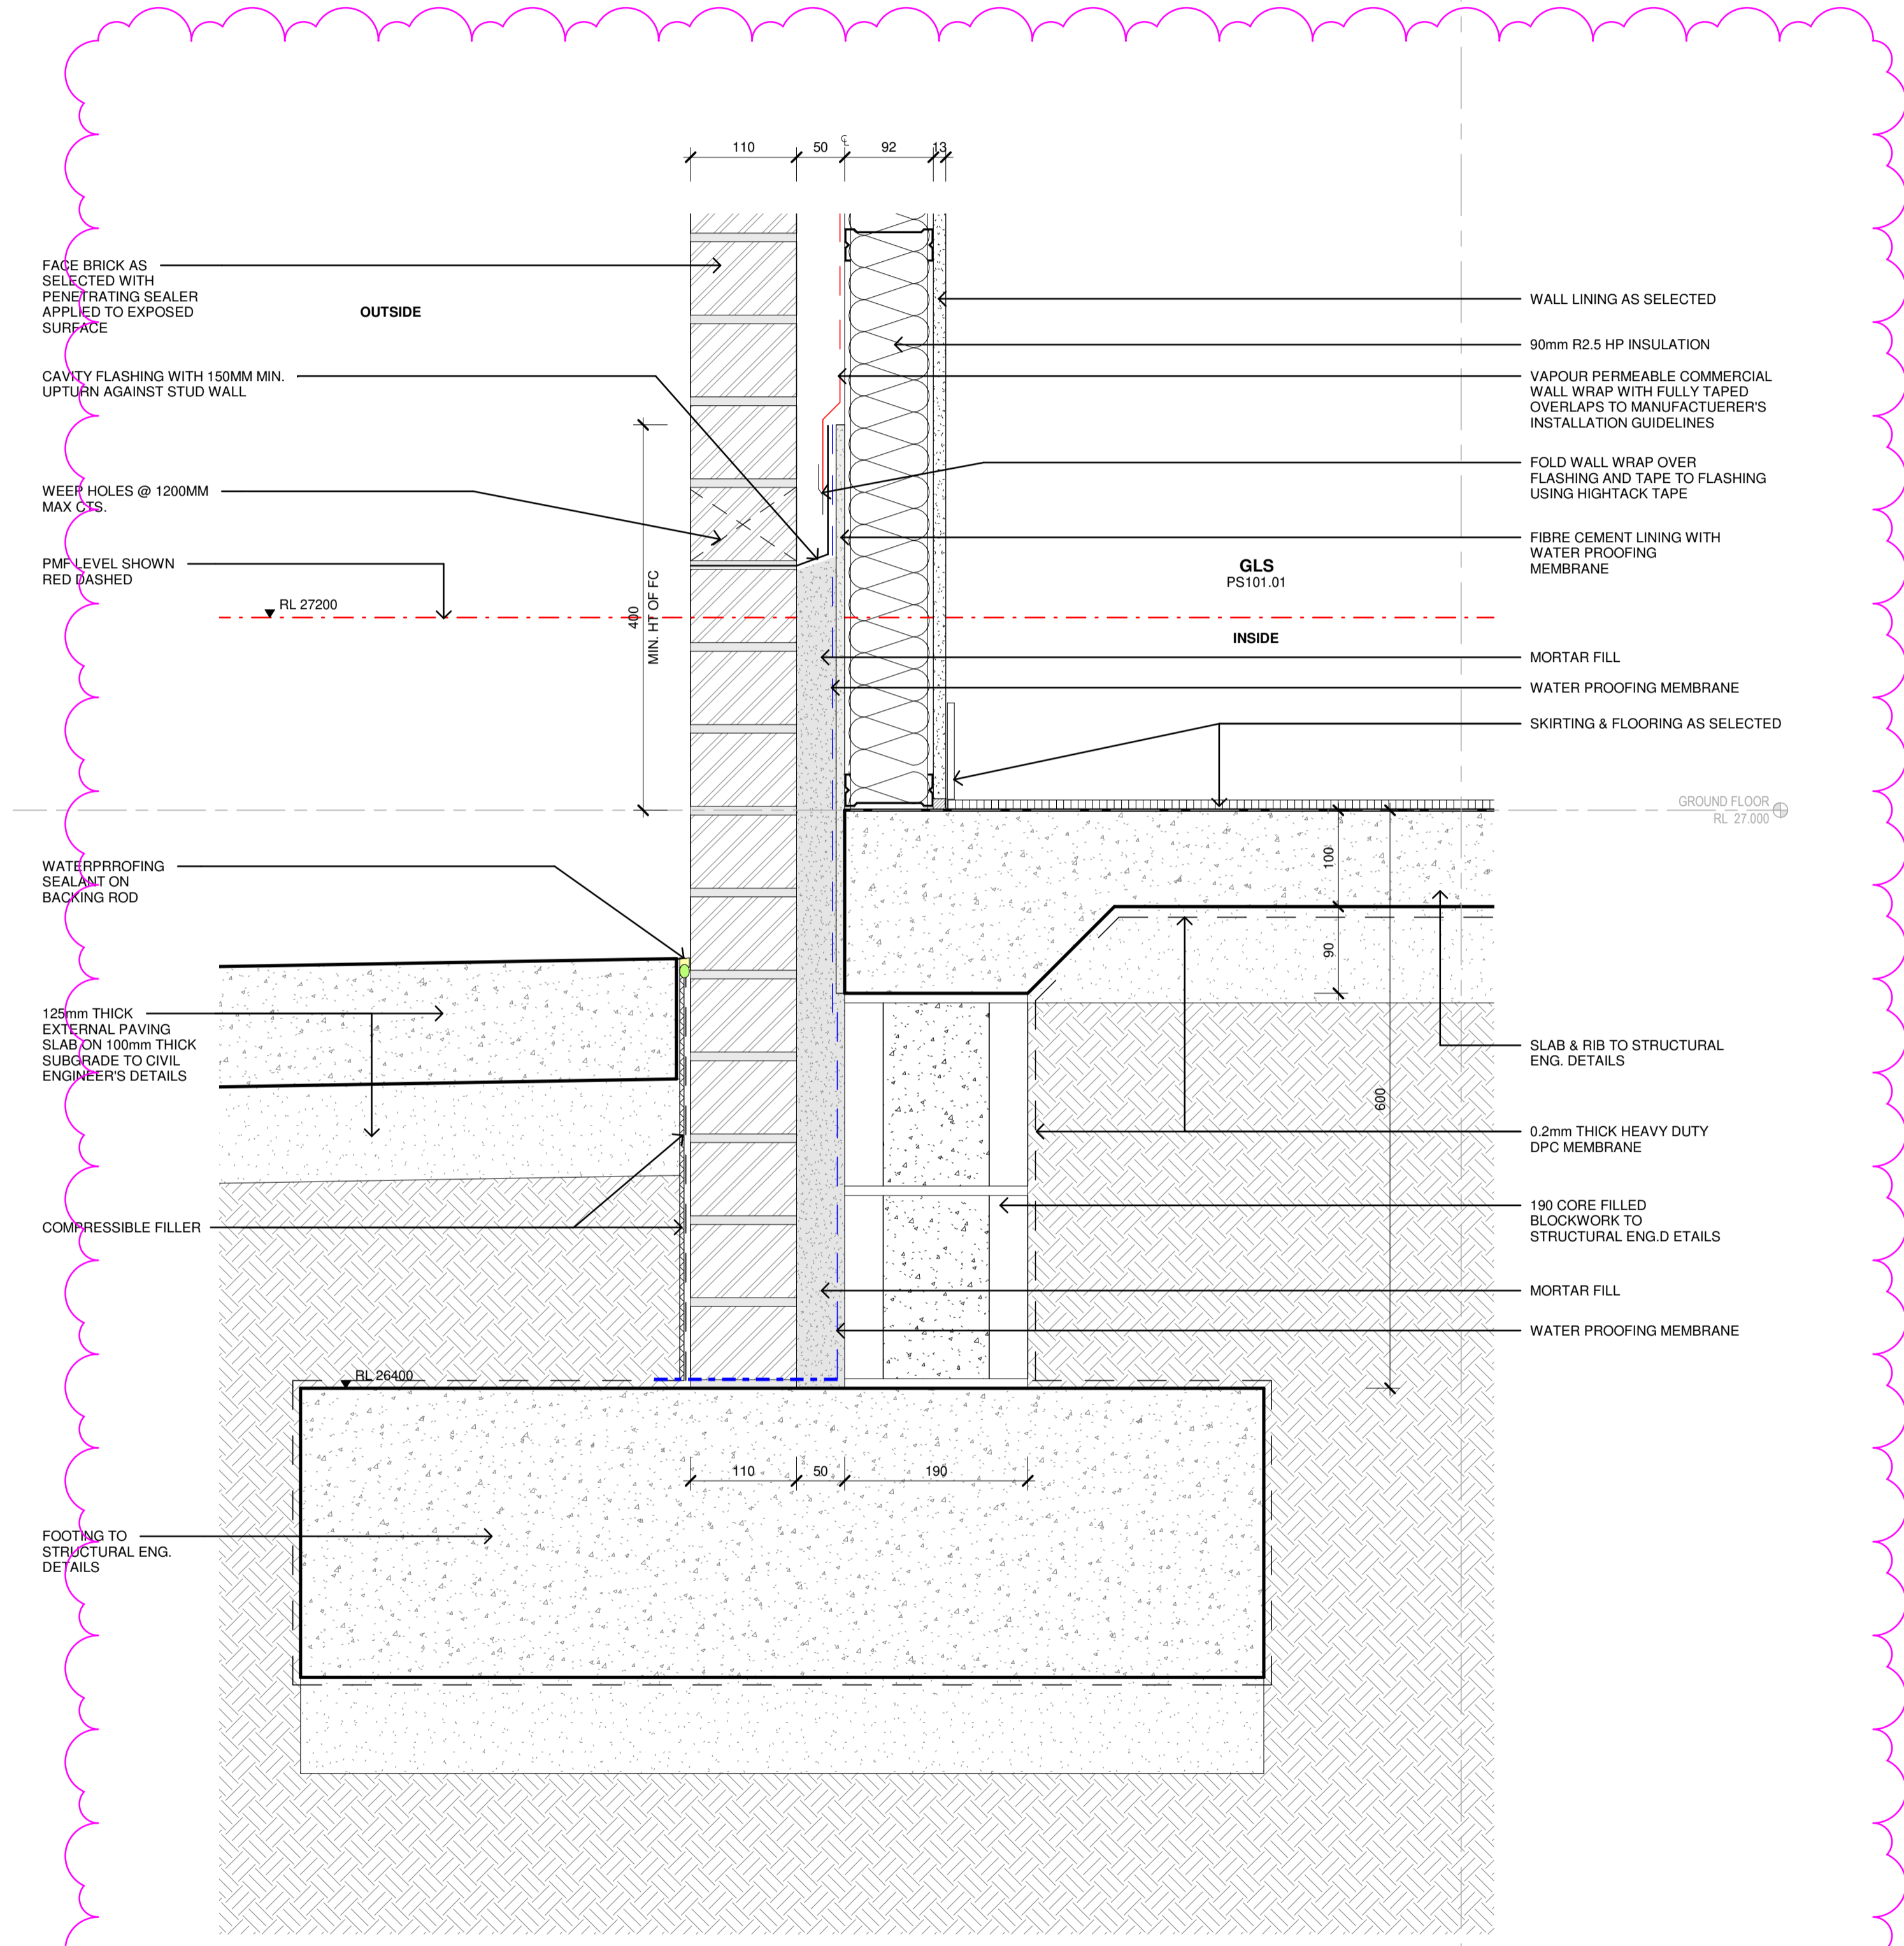 110
50
℄
92
13
FACE BRICK AS
SELECTED WITH
PENETRATING SEALER
APPLIED TO EXPOSED
SURFACE
OUTSIDE
CAVITY FLASHING WITH 150MM MIN.
UPTURN AGAINST STUD WALL
WEEP HOLES @ 1200MM
MAX CTS.
PMF LEVEL SHOWN
RED DASHED
RL 27200
400
MIN. HT OF FC
WATERPRROFING
SEALANT ON
BACKING ROD
125mm THICK
EXTERNAL PAVING
SLAB ON 100mm THICK
SUBGRADE TO CIVIL
ENGINEER'S DETAILS
COMPRESSIBLE FILLER
RL 26400
FOOTING TO
STRUCTURAL ENG.
DETAILS
110
50
190
WALL LINING AS SELECTED
90mm R2.5 HP INSULATION
VAPOUR PERMEABLE COMMERCIAL
WALL WRAP WITH FULLY TAPED
OVERLAPS TO MANUFACTUERER'S
INSTALLATION GUIDELINES
FOLD WALL WRAP OVER
FLASHING AND TAPE TO FLASHING
USING HIGHTACK TAPE
FIBRE CEMENT LINING WITH
WATER PROOFING
MEMBRANE
GLS
PS101.01
INSIDE
MORTAR FILL
WATER PROOFING MEMBRANE
SKIRTING & FLOORING AS SELECTED
GROUND FLOOR
RL 27.000
100
90
600
SLAB & RIB TO STRUCTURAL
ENG. DETAILS
0.2mm THICK HEAVY DUTY
DPC MEMBRANE
190 CORE FILLED
BLOCKWORK TO
STRUCTURAL ENG.D ETAILS
MORTAR FILL
WATER PROOFING MEMBRANE